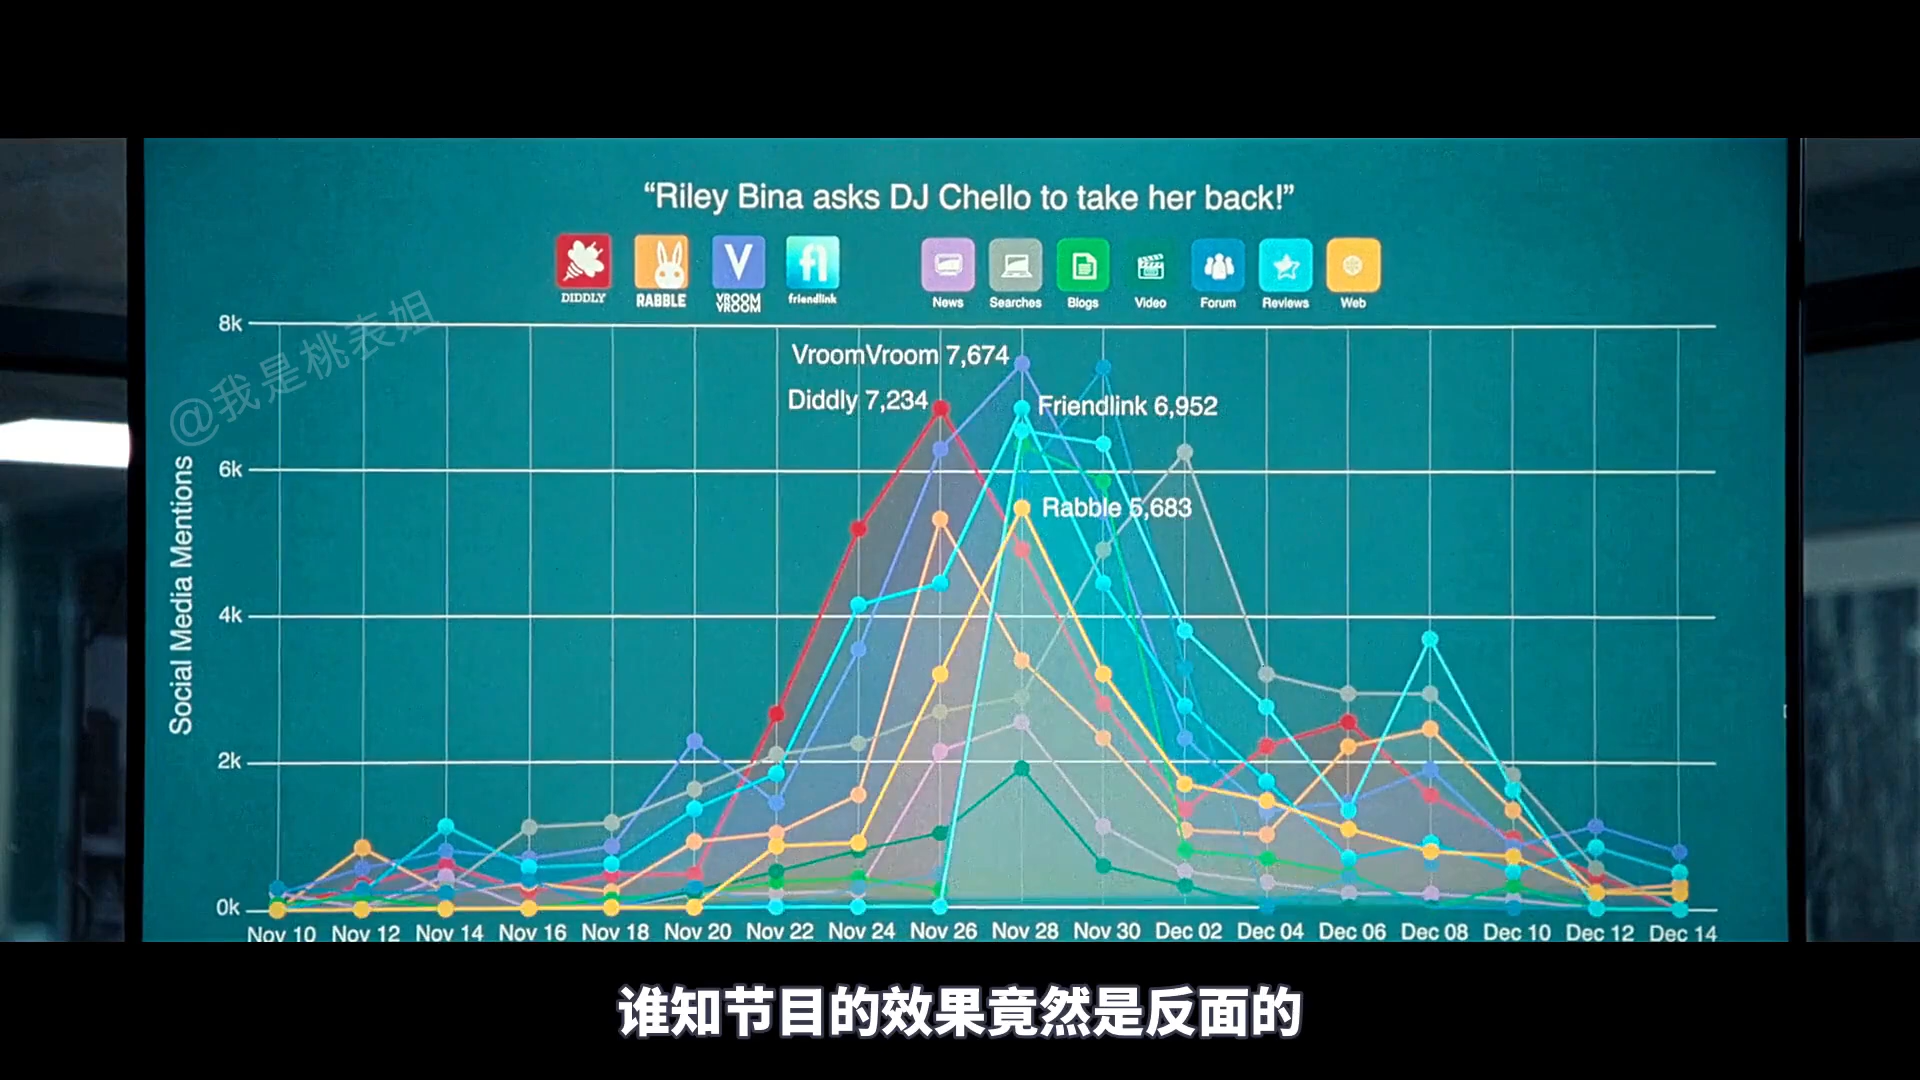 “Riley Bina asks DJ Chello to take her back!”
DIDDLY
RABBLE
VROOM
VROOM
friendlink
News
Searches
Blogs
Video
Forum
Reviews
Web
@我是桃表姐
Social Media Mentions
8k
6k
4k
2k
0k
VroomVroom 7,674
Diddly 7,234
Friendlink 6,952
Rabble 5,683
Nov 10 Nov 12 Nov 14 Nov 16 Nov 18 Nov 20 Nov 22 Nov 24 Nov 26 Nov 28 Nov 30 Dec 02 Dec 04 Dec 06 Dec 08 Dec 10 Dec 12 Dec 14
谁知节目的效果竟然是反面的